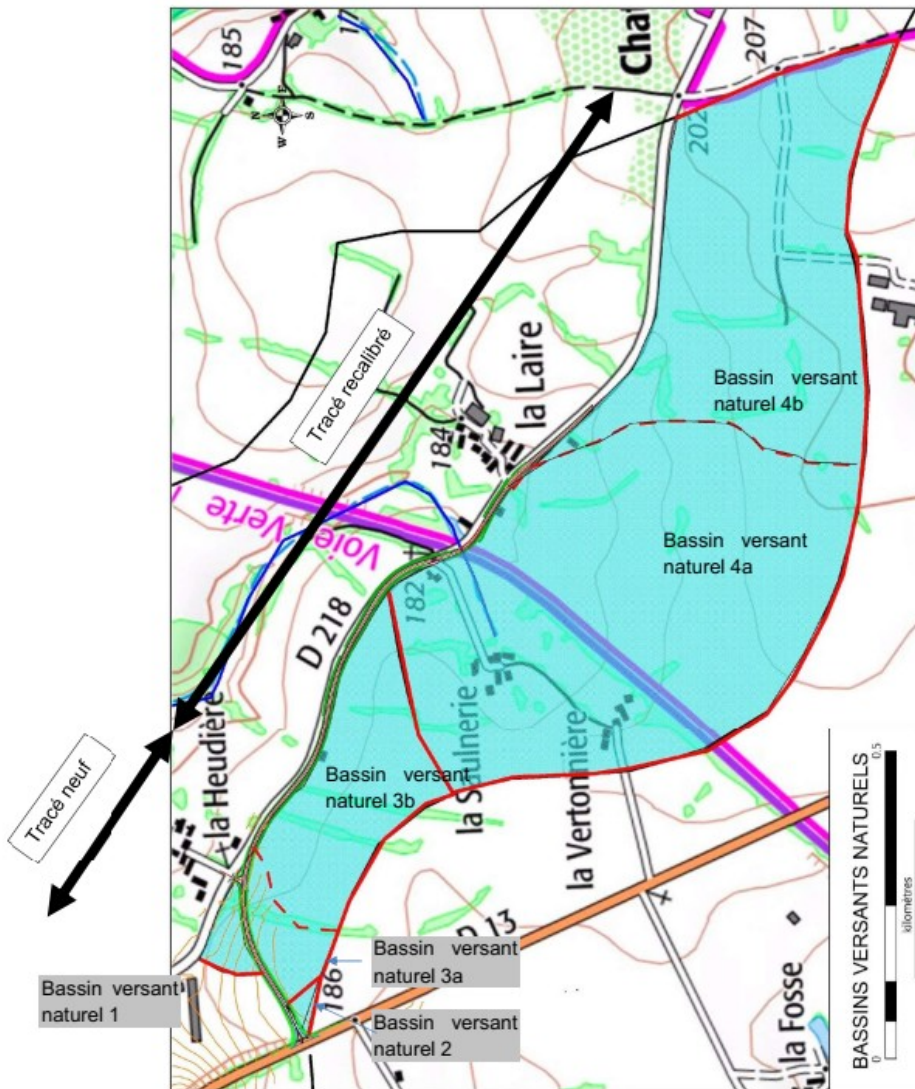 185
207
Cha
202
N
E
S
W
Tracé recalibré
la Laire
184
Bassin versant
naturel 4b
Voie Verte
Bassin versant
naturel 4a
182
D 218
Tracé neuf
la Heudière
Bassin versant
naturel 3b
la Saulnerie
la Vertonnière
D 13
186
Bassin versant
naturel 3a
Bassin versant
naturel 1
Bassin versant
naturel 2
la Fosse
BASSINS VERSANTS NATURELS
0
0.5
kilomètres